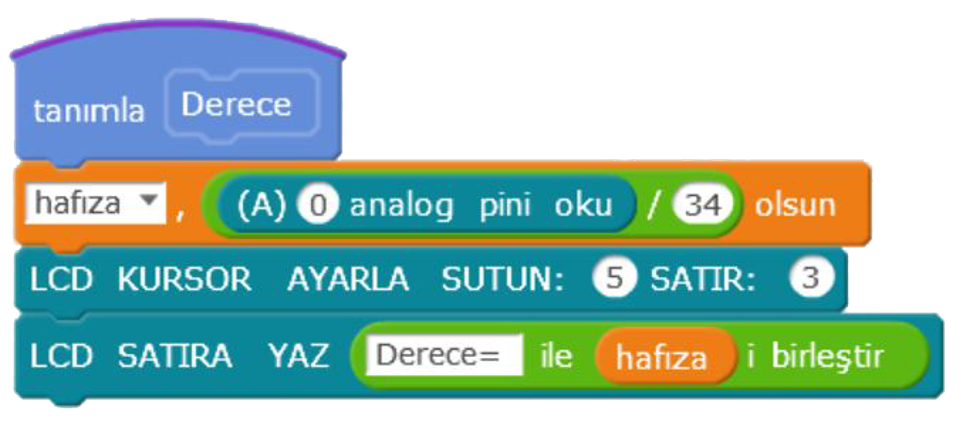 tanımla Derece
hafıza , (A) 0 analog pini oku / 34 olsun
LCD KURSOR AYARLA SUTUN: 5 SATIR: 3
LCD SATIRA YAZ Derece= ile hafıza i birleştir